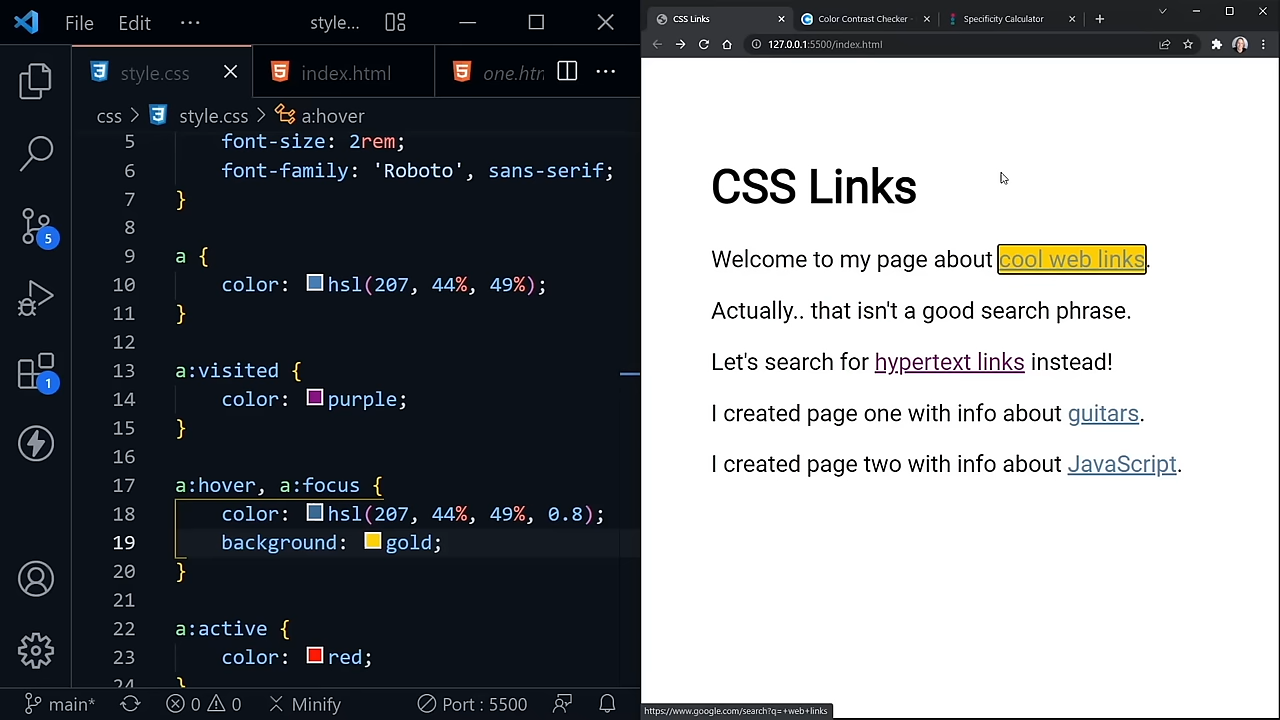 File Edit ··· style...
style.css index.html one.htn ···
css > style.css > a:hover
5 font-size: 2rem;
6 font-family: 'Roboto', sans-serif;
7 }
8
9 a {
10 color: hsl(207, 44%, 49%);
11 }
12
13 a:visited {
14 color: purple;
15 }
16
17 a:hover, a:focus {
18 color: hsl(207, 44%, 49%, 0.8);
19 background: gold;
20 }
21
22 a:active {
23 color: red;
24 }
5
1
main* 0 0 Minify Port : 5500
CSS Links Color Contrast Checker - Specificity Calculator
127.0.0.1:5500/index.html
CSS Links
Welcome to my page about cool web links.
Actually.. that isn't a good search phrase.
Let's search for hypertext links instead!
I created page one with info about guitars.
I created page two with info about JavaScript.
https://www.google.com/search?q=+web+links